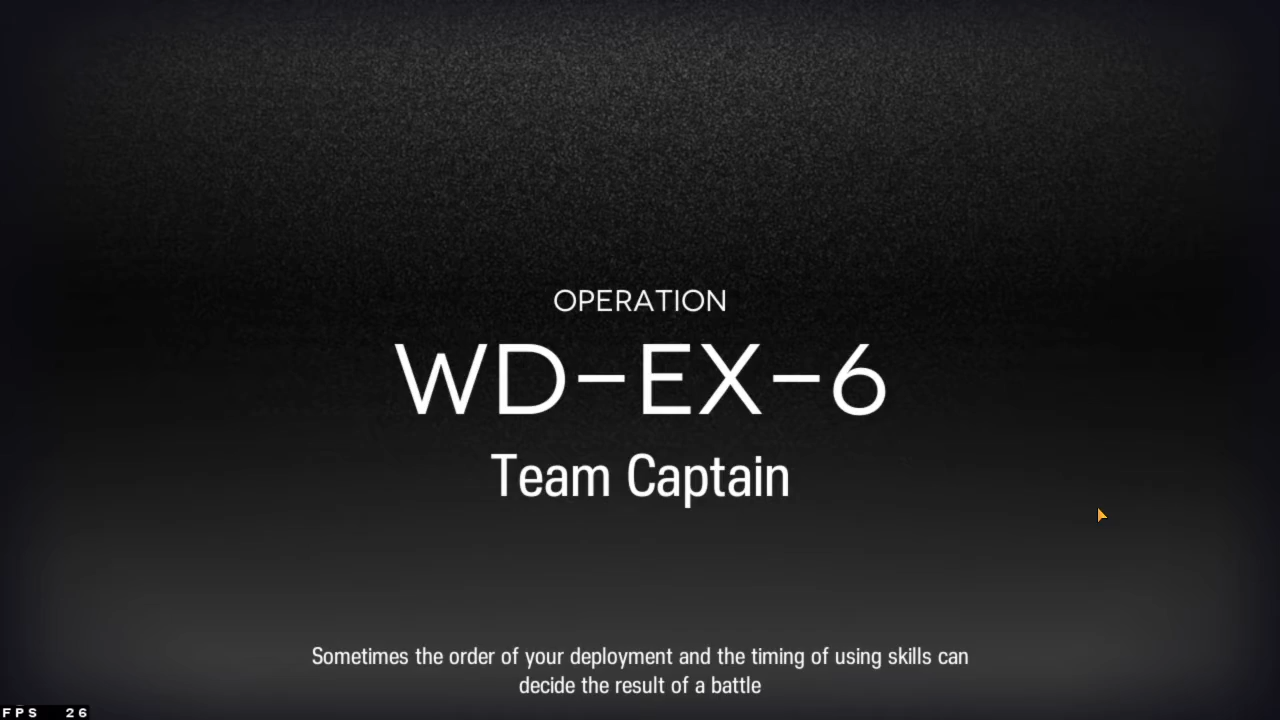 OPERATION
WD-EX-6
Team Captain
Sometimes the order of your deployment and the timing of using skills can
decide the result of a battle
FPS 26